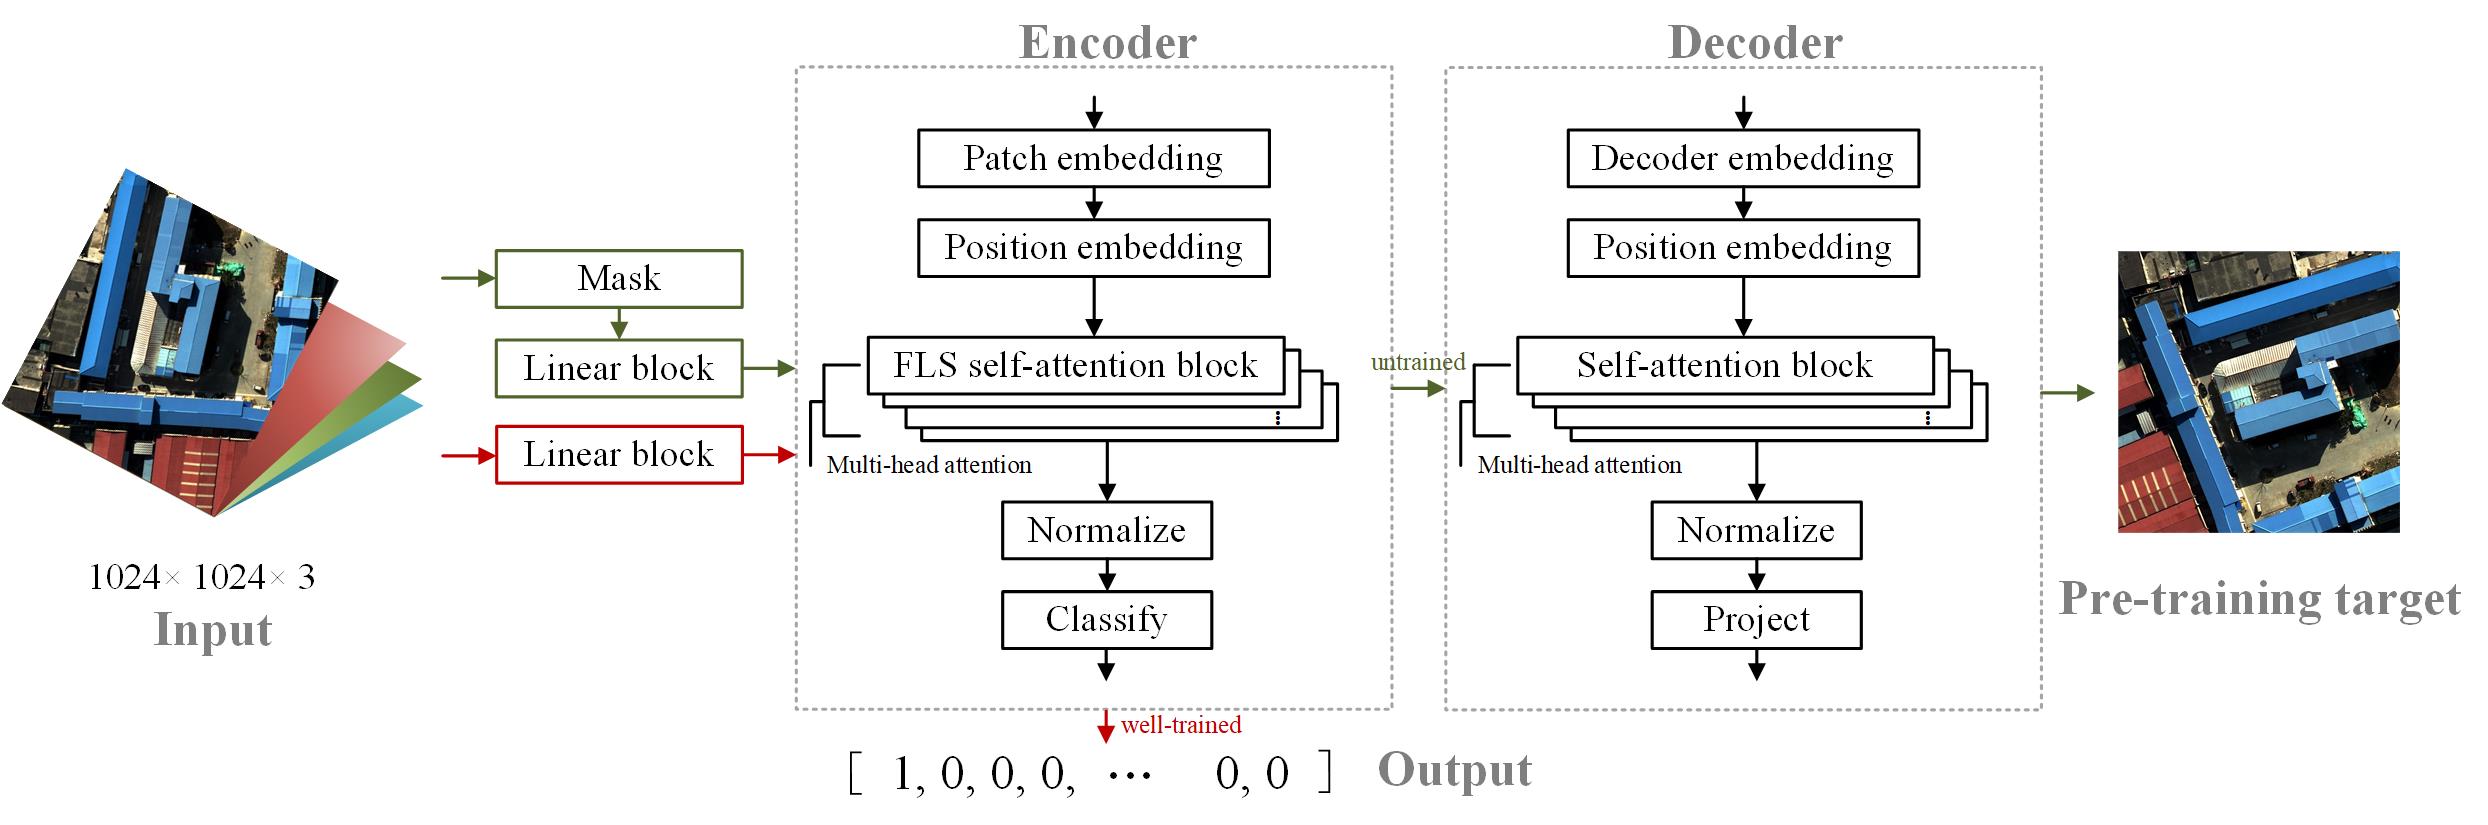 Encoder
Decoder
Patch embedding
Position embedding
FLS self-attention block
Multi-head attention
Normalize
Classify
Decoder embedding
Position embedding
Self-attention block
Multi-head attention
Normalize
Project
Mask
Linear block
Linear block
untrained
well-trained
1024× 1024× 3
Input
Pre-training target
[ 1, 0, 0, 0, ··· 0, 0 ]
Output